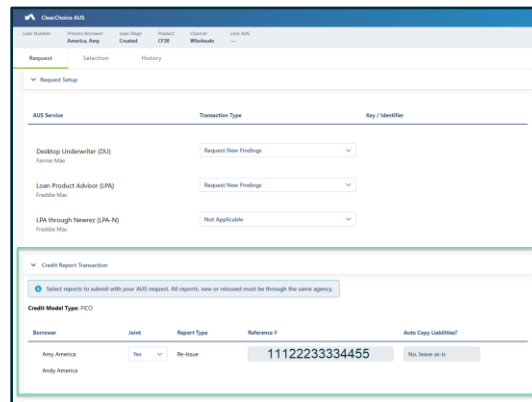 ClearChoice AUS
Loan Number Primary Borrower Loan Stage Product Channel Lock AUS
America, Amy Created CF30 Wholesale ---
Request Selection History
Request Setup
AUS Service Transaction Type Key / Identifier
Desktop Underwriter (DU) Request New Findings
Fannie Mae
Loan Product Advisor (LPA) Request New Findings
Freddie Mac
LPA through Newrez (LPA-N) Not Applicable
Freddie Mac
Credit Report Transaction
Select reports to submit with your AUS request. All reports, new or reissued must be through the same agency.
Credit Model Type: FICO
Borrower Joint Report Type Reference # Auto Copy Liabilities?
Amy America Yes Re-Issue 11122233334455 No, leave as-is
Andy America